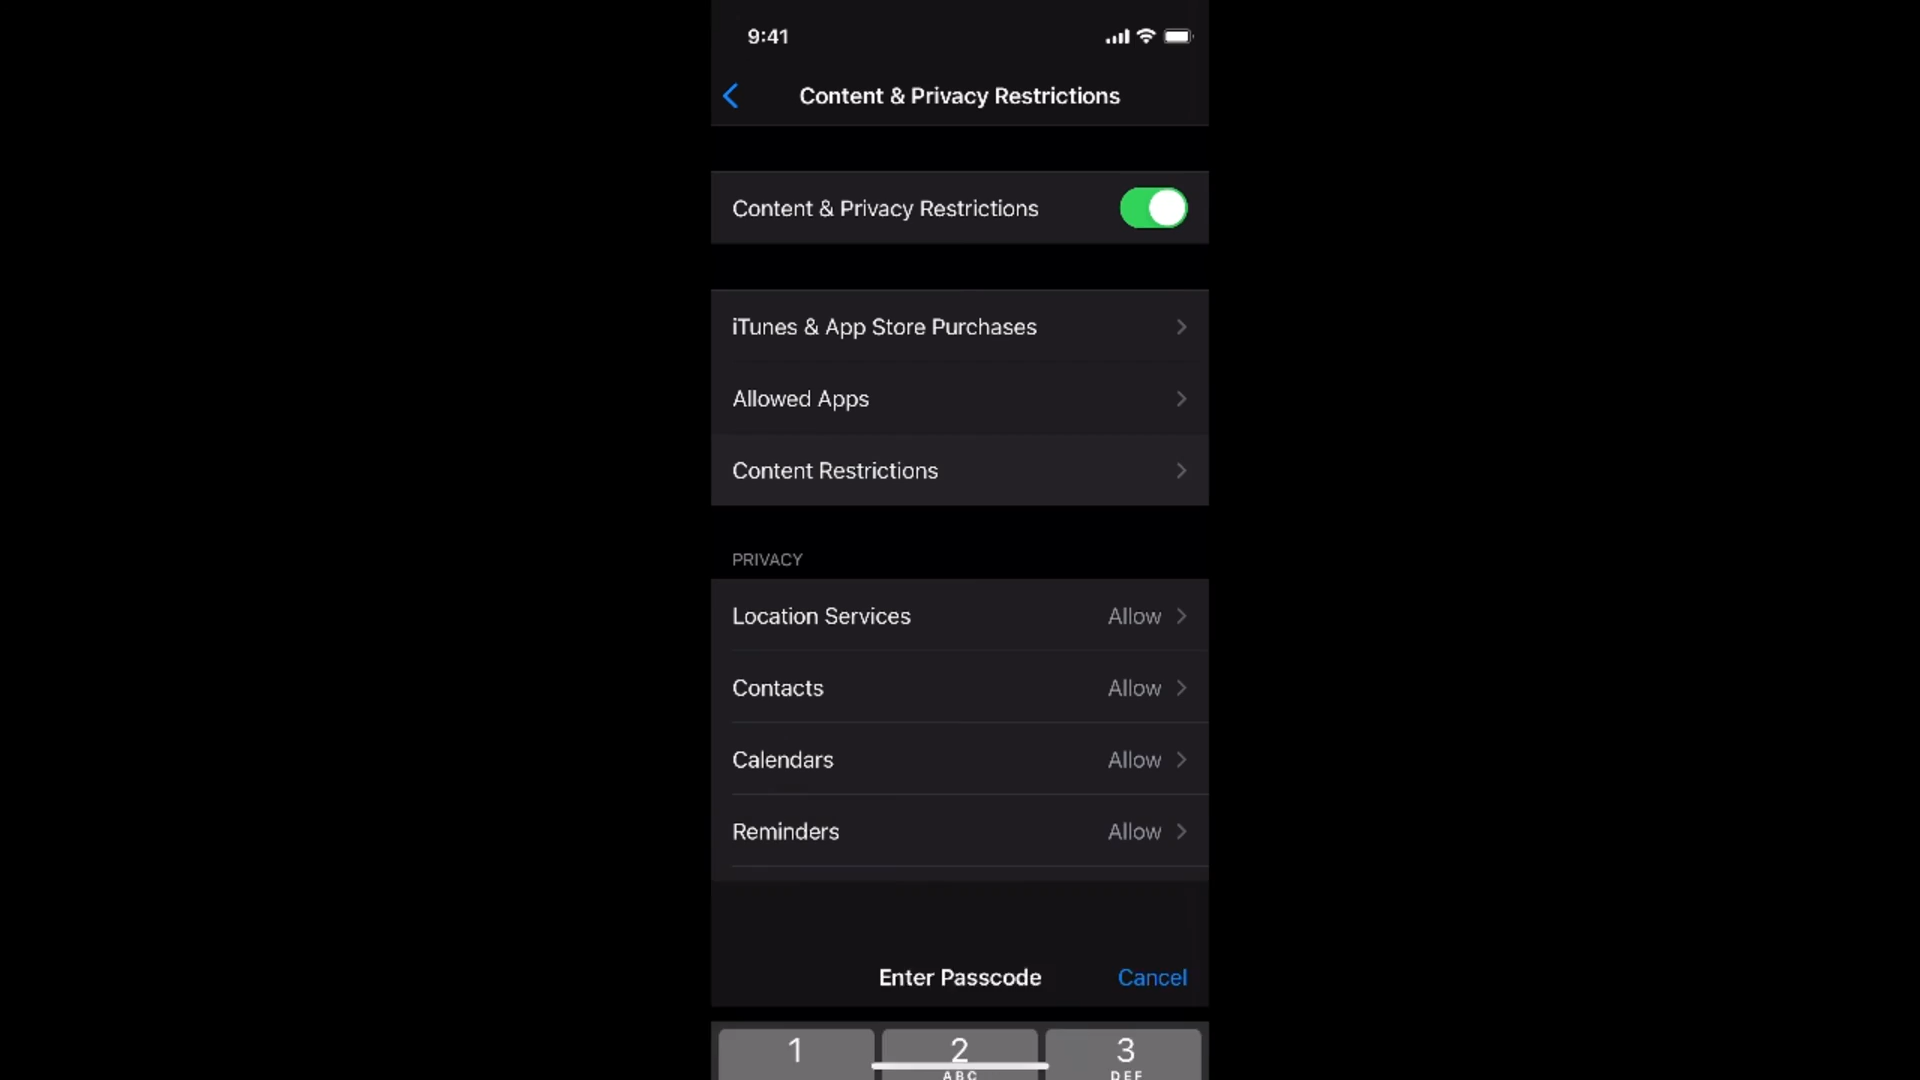 9:41
Content & Privacy Restrictions
Content & Privacy Restrictions
iTunes & App Store Purchases
Allowed Apps
Content Restrictions
PRIVACY
Location Services Allow
Contacts Allow
Calendars Allow
Reminders Allow
Enter Passcode Cancel
1 2 3
ABC DEF